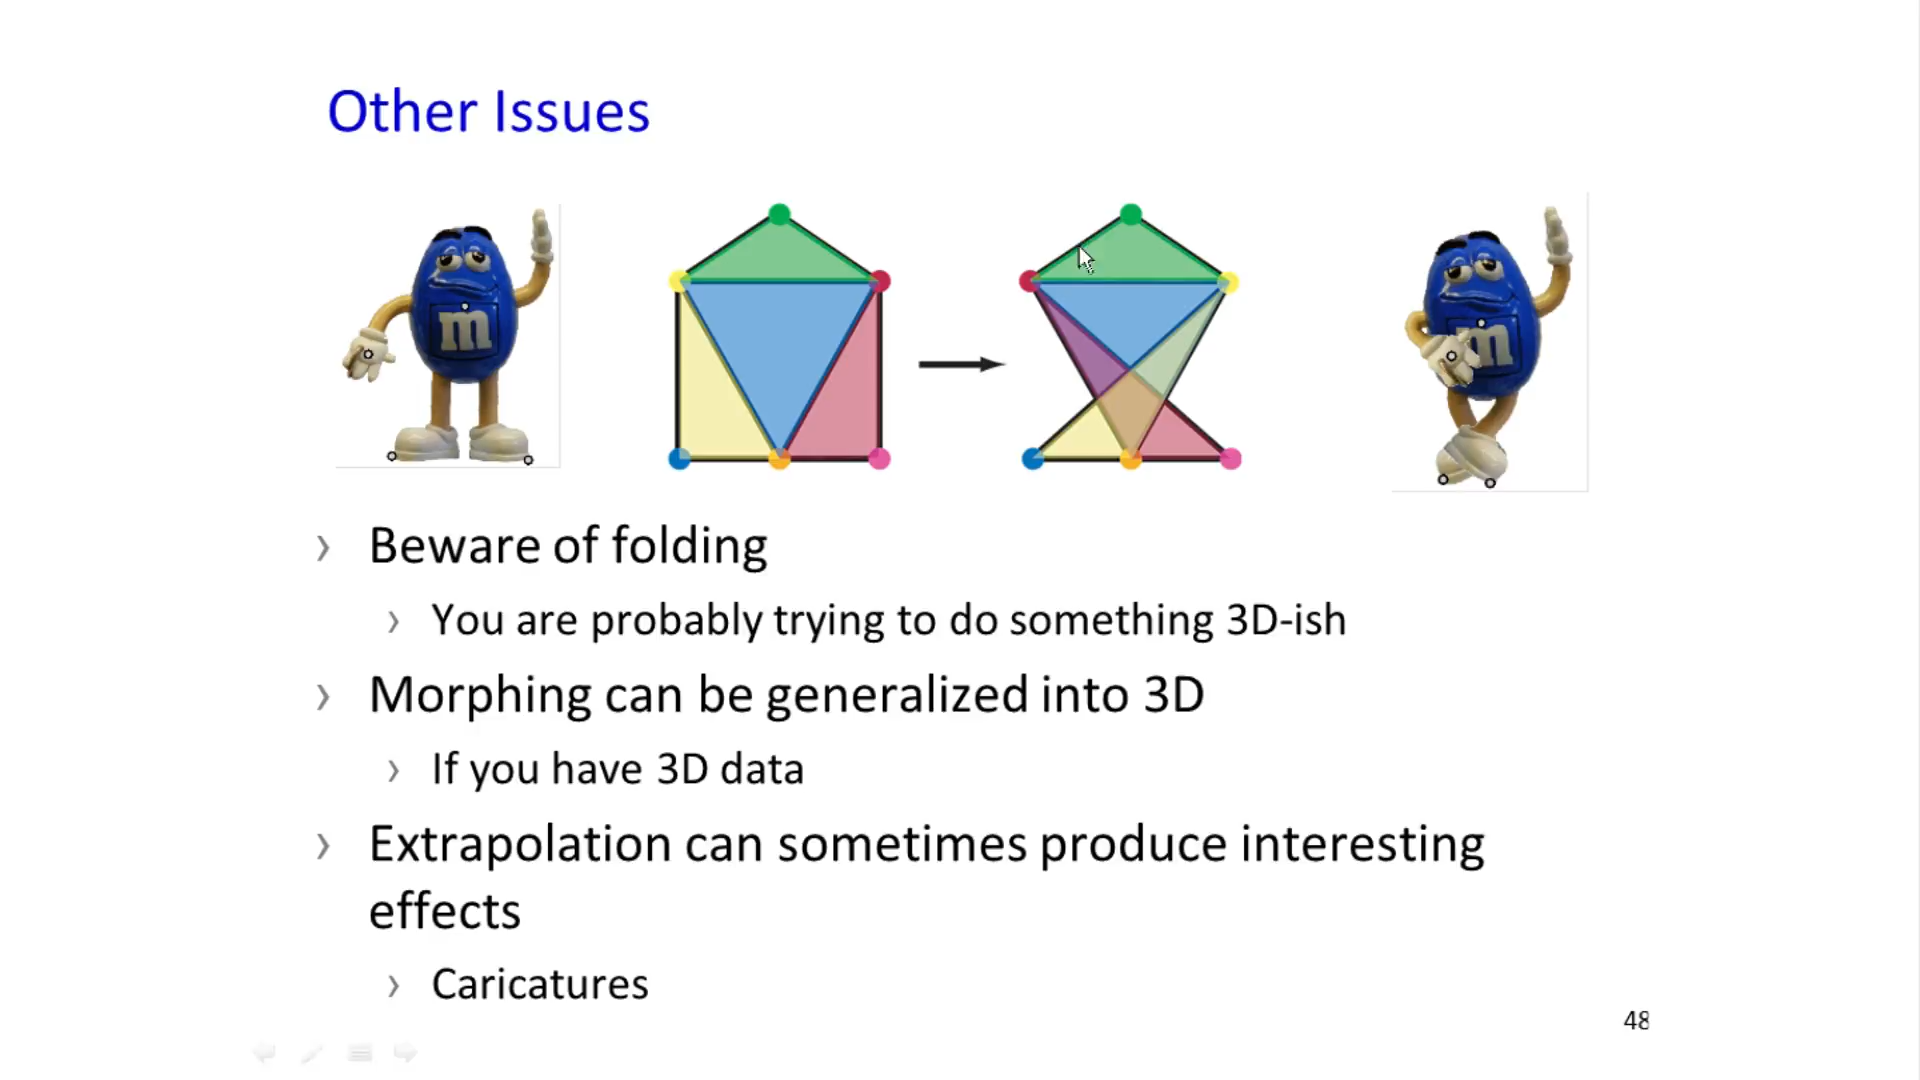 Other Issues
m
m
› Beware of folding
› You are probably trying to do something 3D-ish
› Morphing can be generalized into 3D
› If you have 3D data
› Extrapolation can sometimes produce interesting
effects
› Caricatures
48